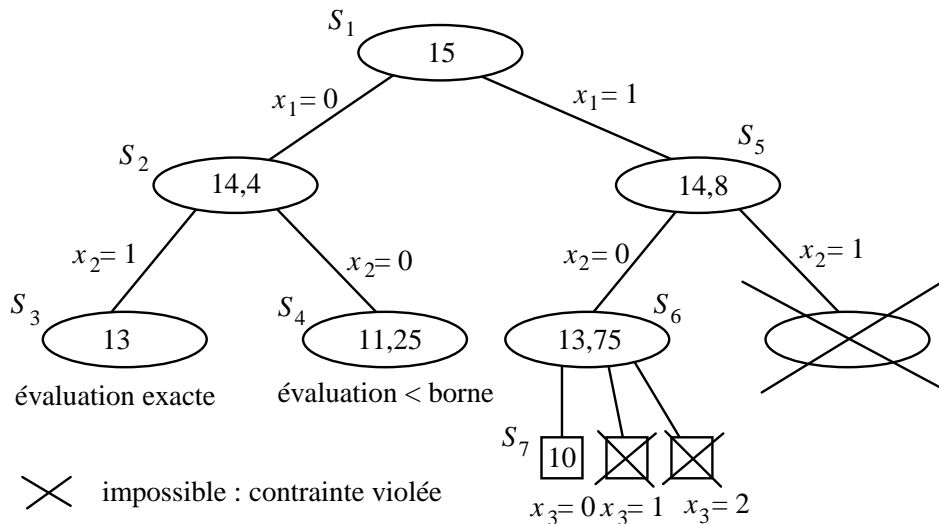 S1
15
x1= 0
x1= 1
S2
14,4
S5
14,8
x2= 1
x2= 0
x2= 0
x2= 1
S3
13
S4
11,25
S6
13,75
évaluation exacte
évaluation < borne
S7
10
impossible : contrainte violée
x3= 0
x3= 1
x3= 2